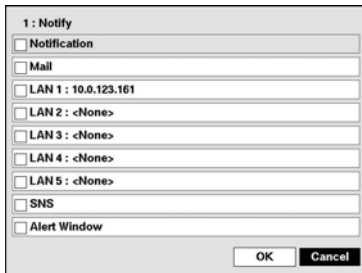 1 : Notify
Notification
Mail
LAN 1 : 10.0.123.161
LAN 2 : <None>
LAN 3 : <None>
LAN 4 : <None>
LAN 5 : <None>
SNS
Alert Window
OK Cancel